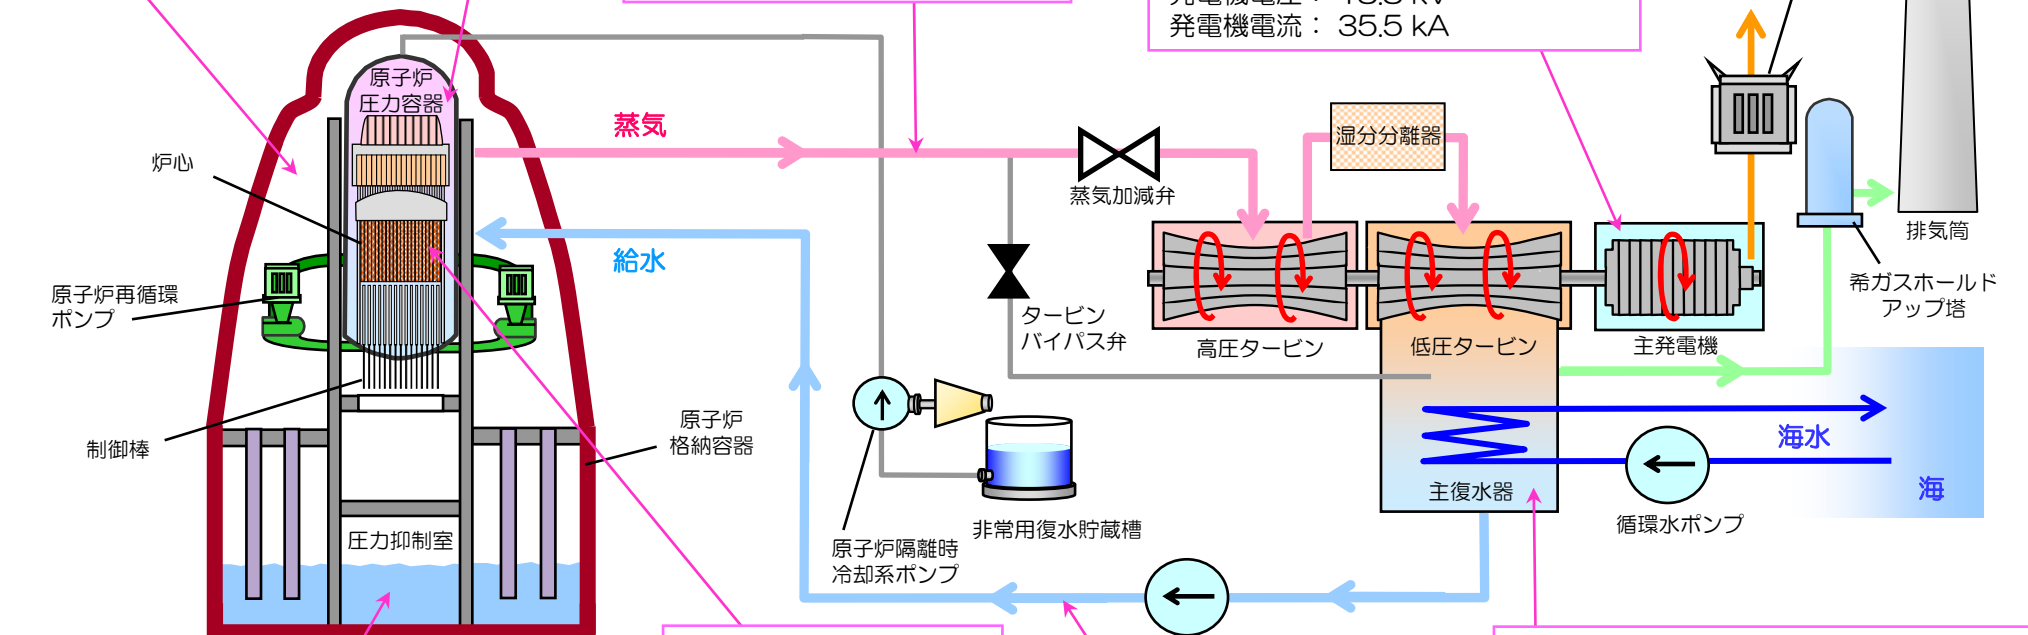 発電機電流： 35.5 kA
原子炉
圧力容器
蒸気
湿分分離器
炉心
蒸気加減弁
排気筒
給水
希ガスホールド
アップ塔
原子炉再循環
ポンプ
タービン
バイパス弁
高圧タービン
低圧タービン
主発電機
原子炉
格納容器
制御棒
海水
海
主復水器
循環水ポンプ
非常用復水貯蔵槽
圧力抑制室
原子炉隔離時
冷却系ポンプ